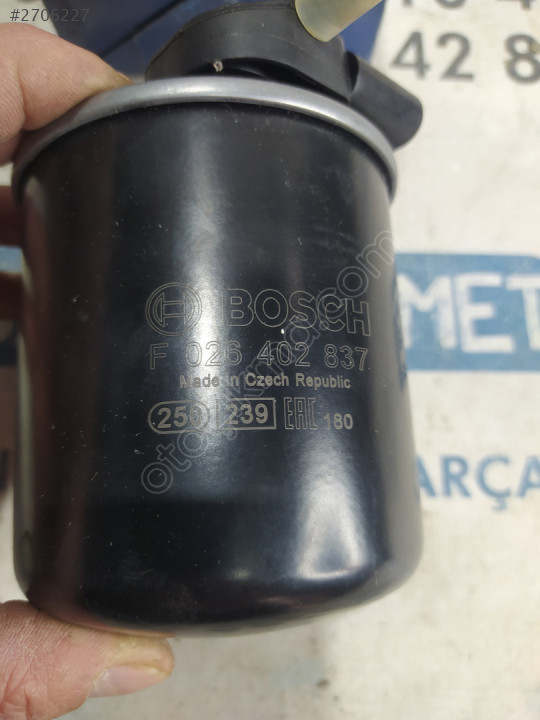 #2706227
42 8
BOSCH
F 026 402 837
Made in Czech Republic
250 239 EAC 180
MET
ARÇA